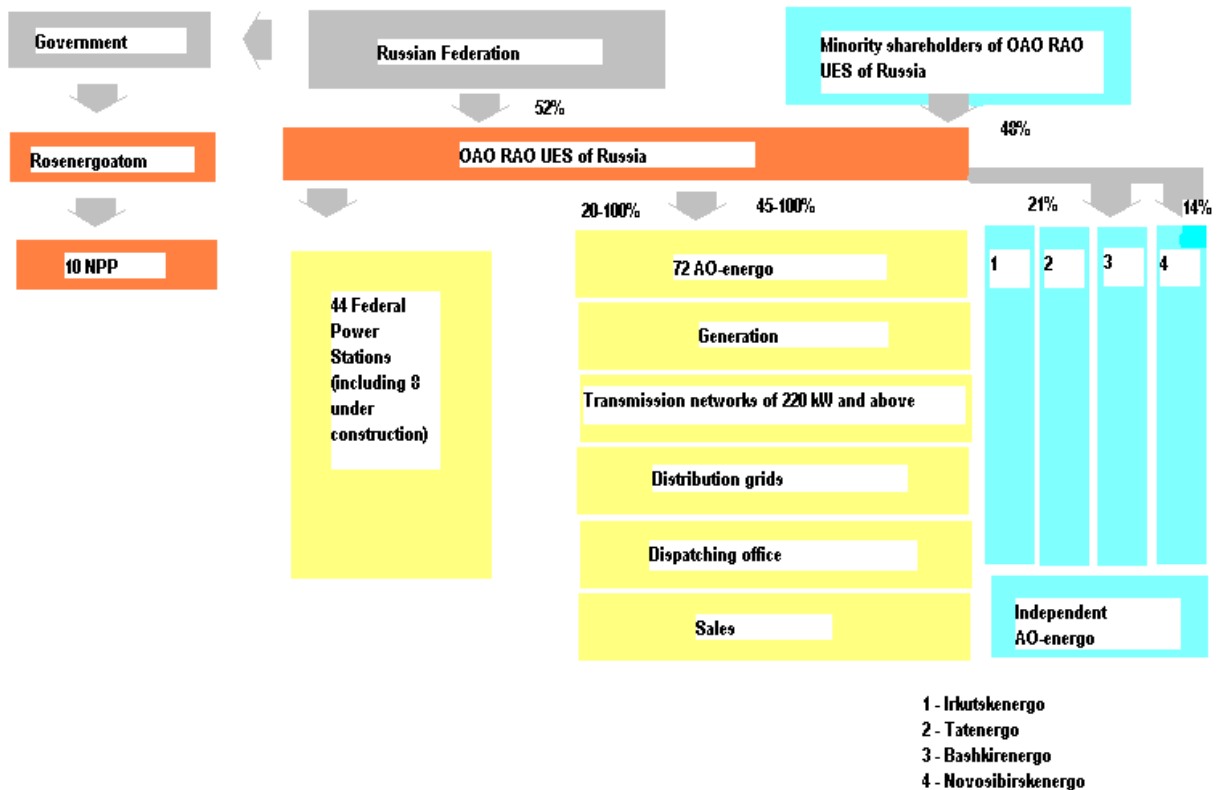 Government
Russian Federation
Minority shareholders of OAO RAO
UES of Russia
52%
48%
Rosenergoatom
OAO RAO UES of Russia
20-100%
45-100%
21%
14%
10 NPP
44 Federal
Power
Stations
(including 8
under
construction)
72 AO-energo
Generation
Transmission networks of 220 kW and above
Distribution grids
Dispatching office
Sales
1
2
3
4
Independent
AO-energo
1 - Irkutskenergo
2 - Tatenergo
3 - Bashkirenergo
4 - Novosibirskenergo